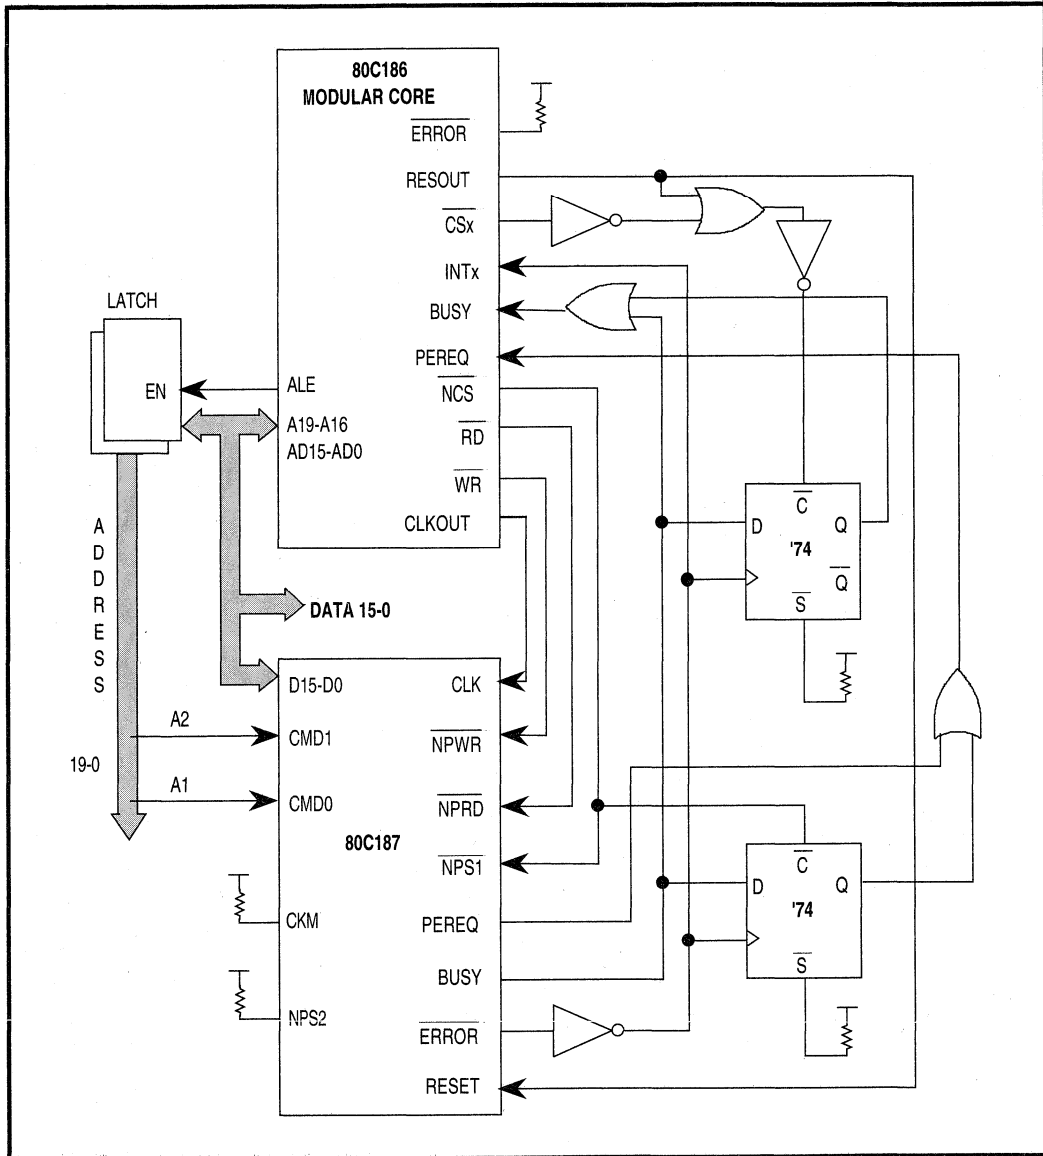 80C186
MODULAR CORE
ERROR
RESOUT
CSx
INTx
BUSY
PEREQ
NCS
RD
WR
CLKOUT
ALE
A19-A16
AD15-AD0
LATCH
EN
ADDRESS
19-0
A2
A1
DATA 15-0
D15-D0
CMD1
CMD0
80C187
CKM
NPS2
CLK
NPWR
NPRD
NPS1
PEREQ
BUSY
ERROR
RESET
C
D
Q
'74
Q
S
C
D
Q
'74
S